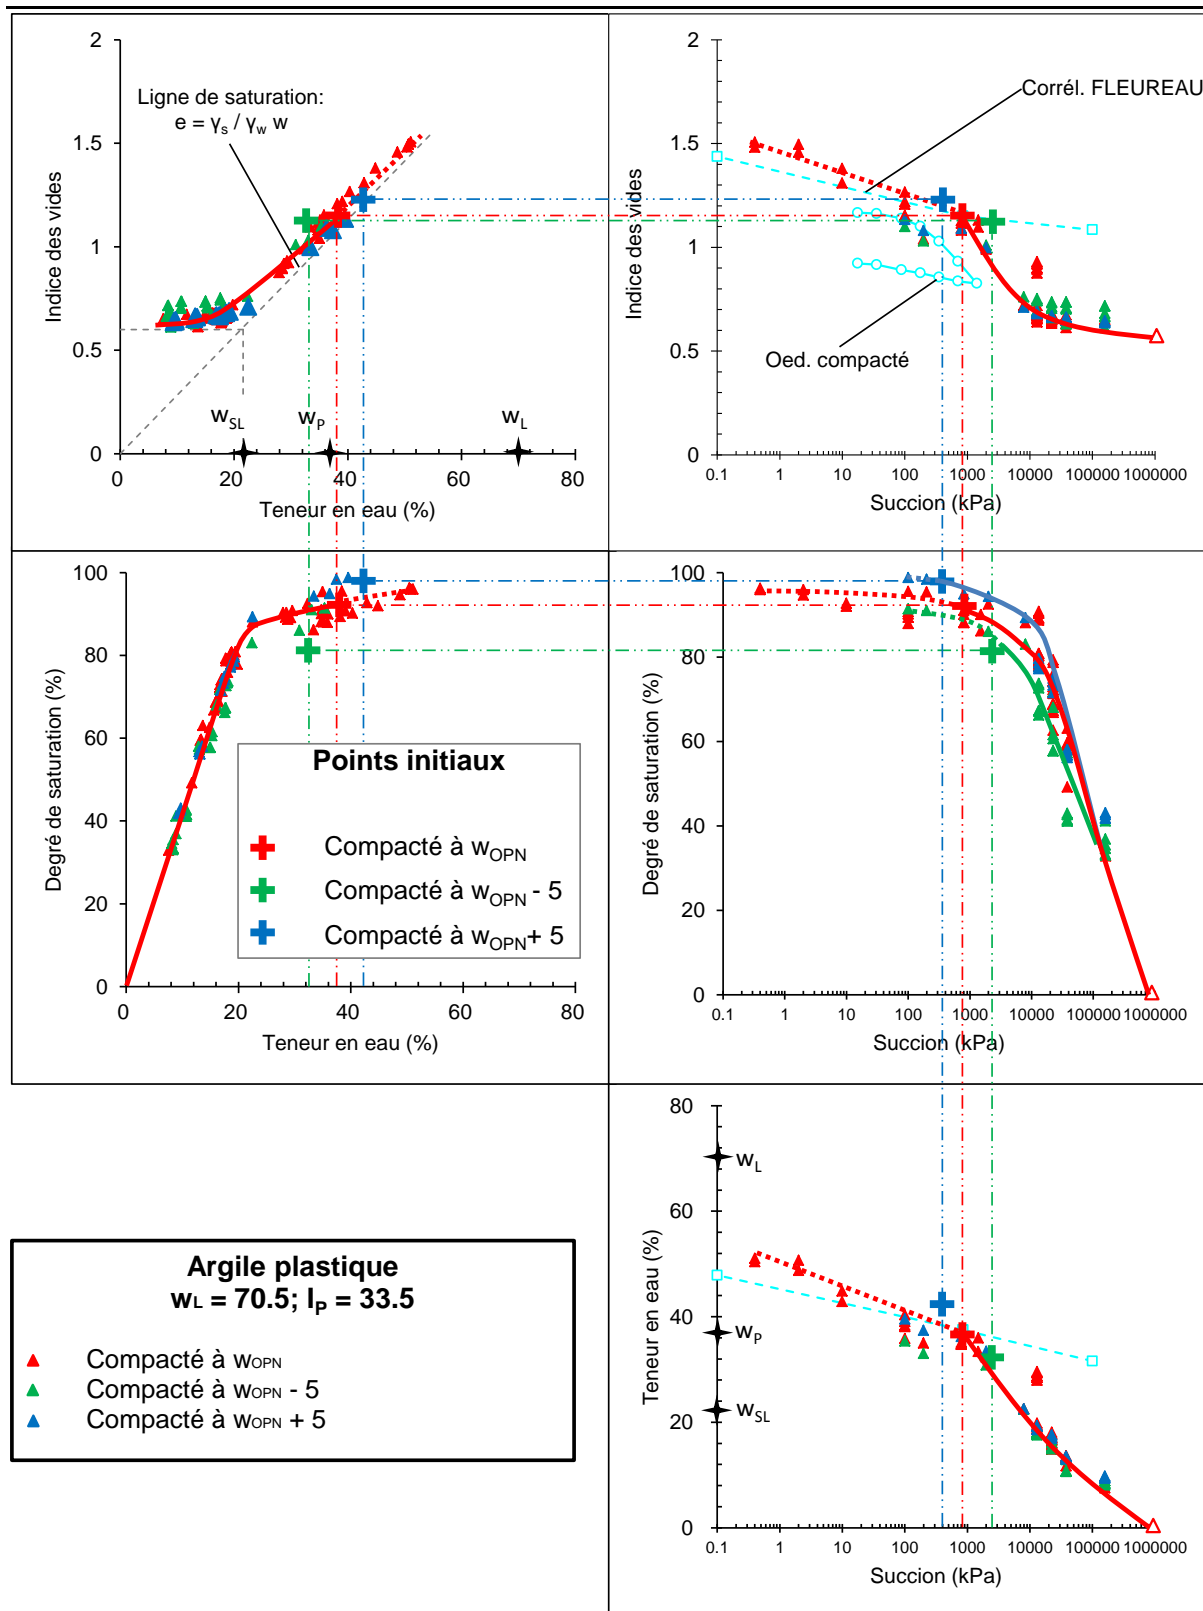 2
1.5
1
0.5
0
Indice des vides
Ligne de saturation:
e = γs / γw w
wSL
wP
wL
0
20
40
60
80
Teneur en eau (%)
2
1.5
1
0.5
0
Indice des vides
Corrél. FLEUREAU
Oed. compacté
0.1
10
100
1000
10000
100000
1000000
Succion (kPa)
100
80
60
40
20
0
Degré de saturation (%)
Points initiaux
Compacté à wOPN
Compacté à wOPN - 5
Compacté à wOPN+ 5
0
20
40
60
80
Teneur en eau (%)
100
80
60
40
20
0
Degré de saturation (%)
0.1
1
10
100
1000
10000
100000
1000000
Succion (kPa)
Argile plastique
wL = 70.5; IP = 33.5
Compacté à wOPN
Compacté à wOPN - 5
Compacté à wOPN + 5
80
60
40
20
0
Teneur en eau (%)
wL
wP
wSL
0.1
1
10
100
1000
10000
100000
1000000
Succion (kPa)